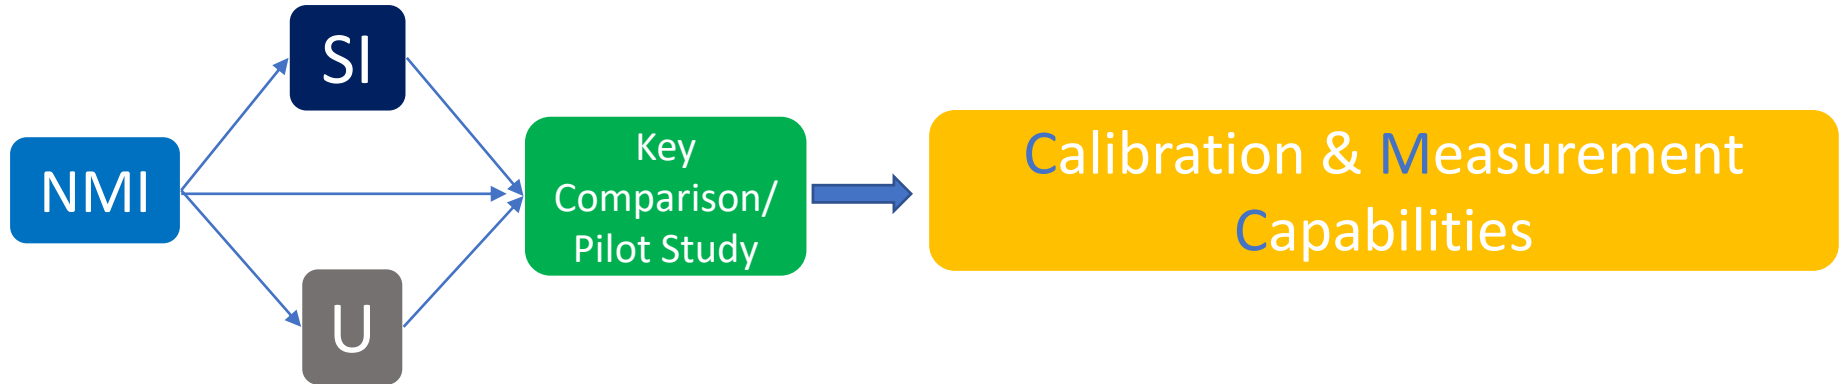 SI
NMI
Key
Comparison/
Pilot Study
Calibration & Measurement
Capabilities
U